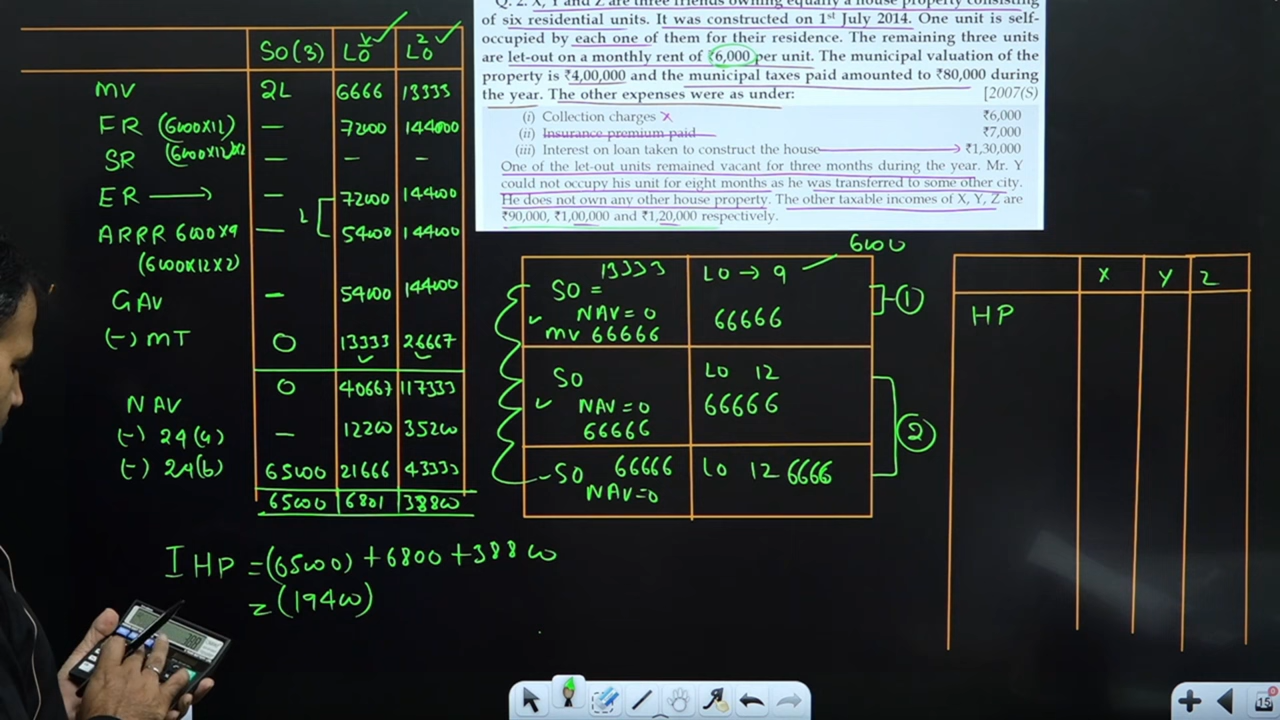 Q. 2. X, Y and Z are three friends owning equally a house property consisting
of six residential units. It was constructed on 1st July 2014. One unit is self-
occupied by each one of them for their residence. The remaining three units
are let-out on a monthly rent of ₹6,000 per unit. The municipal valuation of the
property is ₹4,00,000 and the municipal taxes paid amounted to ₹80,000 during
the year. The other expenses were as under: [2007(S)
(i) Collection charges x ₹6,000
(ii) Insurance premium paid ₹7,000
(iii) Interest on loan taken to construct the house ₹1,30,000
One of the let-out units remained vacant for three months during the year. Mr. Y
could not occupy his unit for eight months as he was transferred to some other city.
He does not own any other house property. The other taxable incomes of X, Y, Z are
₹90,000, ₹1,00,000 and ₹1,20,000 respectively.
SO (3) LO V LO 2
MV 2L 6666 13333
FR (6000x12) — 72000 144000
SR (6000x12x2) — - -
ER → — 72000 144000
ARRR 6000x9 — 54000 144000
(6000x12x2)
GAV — 54000 144000
(-) MT 0 13333 26667
NAV 0 40667 117333
(-) 24(a) — 12200 35200
(-) 24(b) 65000 21666 43333
65000 6801 38800
I HP = (65000) + 6800 + 38800
= (19400)
6000
SO = 13333 LO → 9
NAV = 0 66666
MV 66666
①
SO LO 12
NAV = 0 66666
66666
②
SO 66666 LO 12 6666
NAV = 0
X Y Z
HP
15